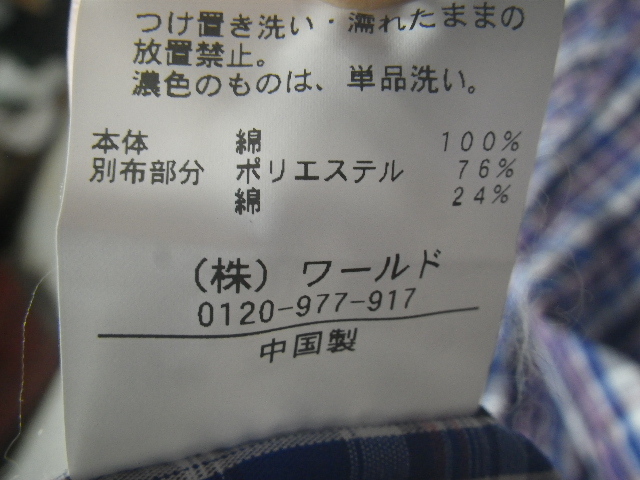 つけ置き洗い・濡れたままの
放置禁止。
濃色のものは、単品洗い。
本体 綿 100%
別布部分 ポリエステル 76%
綿 24%
(株) ワールド
0120-977-917
中国製